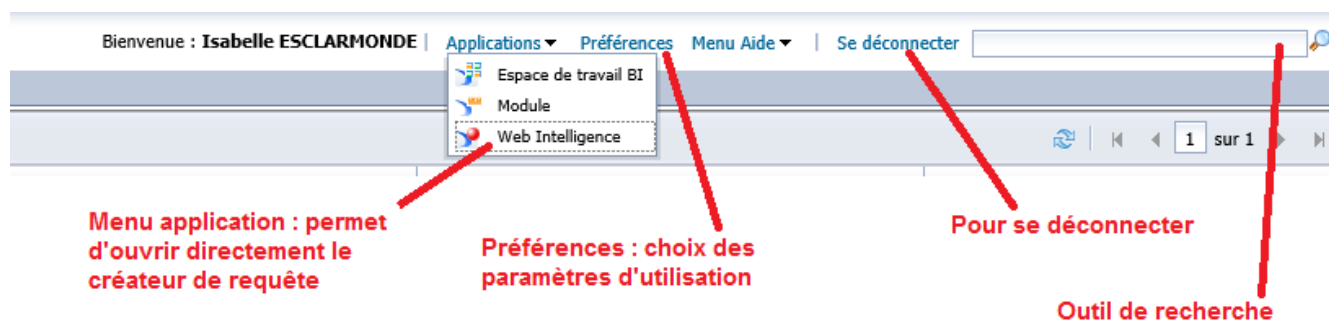 Bienvenue : Isabelle ESCLARMONDE | Applications Préférences Menu Aide | Se déconnecter
Espace de travail BI
Module
Web Intelligence
1 sur 1
Menu application : permet
d'ouvrir directement le
créateur de requête
Préférences : choix des
paramètres d'utilisation
Pour se déconnecter
Outil de recherche